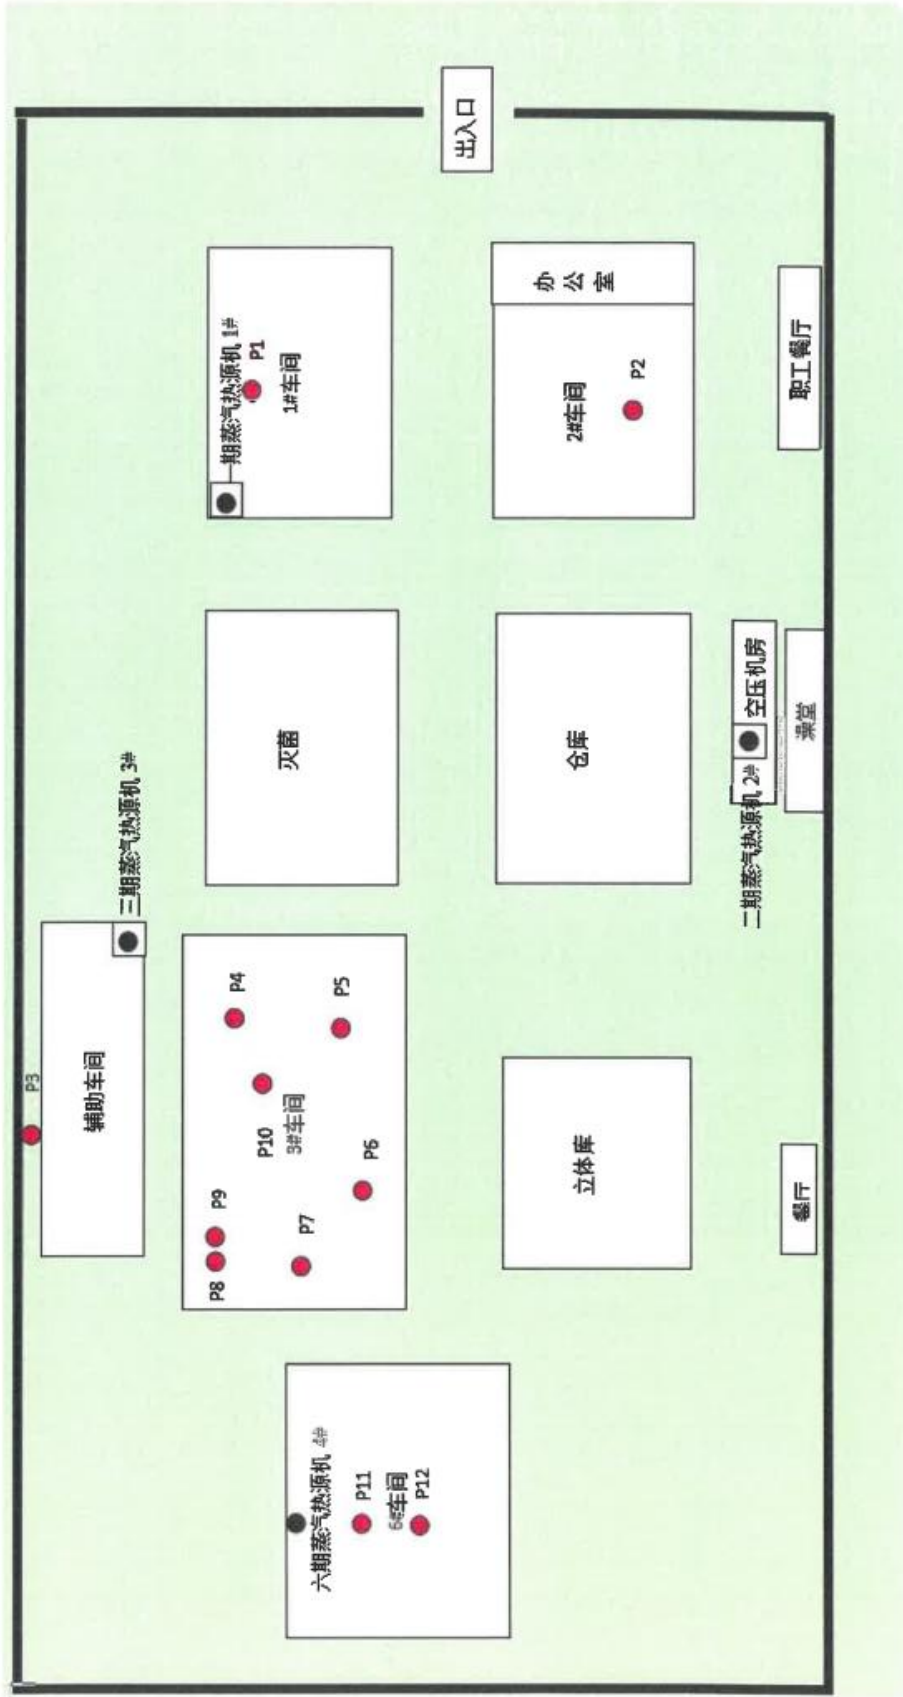 出入口
一期蒸汽热源机 1#
P1
1#车间
办公室
2#车间
P2
职工餐厅
灭菌
仓库
空压机房
二期蒸汽热源机 2#
澡堂
三期蒸汽热源机 3#
P3
辅助车间
P4
P5
P10
3#车间
P6
P9
P7
P8
立体库
餐厅
六期蒸汽热源机 4#
P11
6#车间
P12